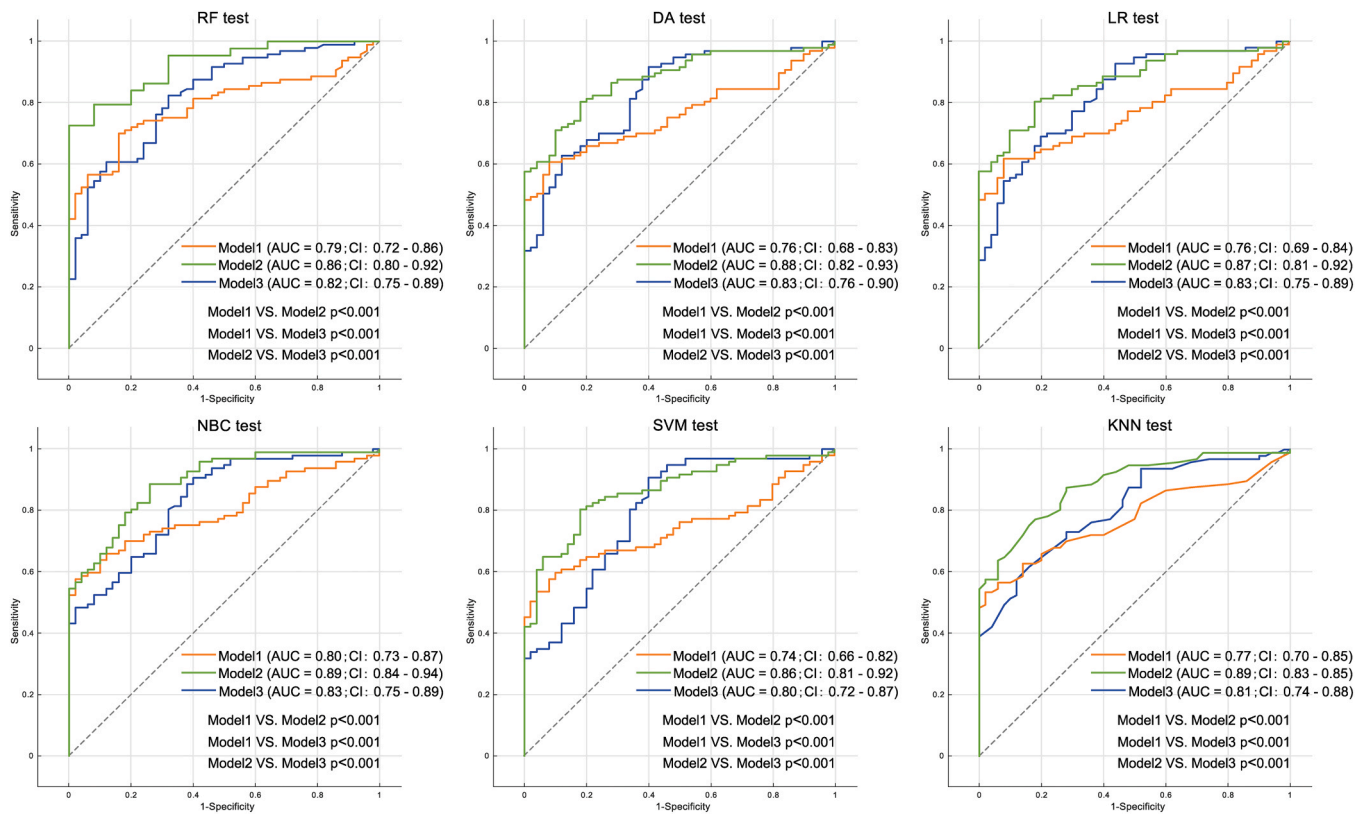 RF test
1
0.8
0.6
0.4
0.2
0
Sensitivity
Model1 (AUC = 0.79; CI: 0.72 - 0.86)
Model2 (AUC = 0.86; CI: 0.80 - 0.92)
Model3 (AUC = 0.82; CI: 0.75 - 0.89)
Model1 VS. Model2 p<0.001
Model1 VS. Model3 p<0.001
Model2 VS. Model3 p<0.001
0 0.2 0.4 0.6 0.8 1
1-Specificity
DA test
1
0.8
0.6
0.4
0.2
0
Sensitivity
Model1 (AUC = 0.76; CI: 0.68 - 0.83)
Model2 (AUC = 0.88; CI: 0.82 - 0.93)
Model3 (AUC = 0.83; CI: 0.76 - 0.90)
Model1 VS. Model2 p<0.001
Model1 VS. Model3 p<0.001
Model2 VS. Model3 p<0.001
0 0.2 0.4 0.6 0.8 1
1-Specificity
LR test
1
0.8
0.6
0.4
0.2
0
Sensitivity
Model1 (AUC = 0.76; CI: 0.69 - 0.84)
Model2 (AUC = 0.87; CI: 0.81 - 0.92)
Model3 (AUC = 0.83; CI: 0.75 - 0.89)
Model1 VS. Model2 p<0.001
Model1 VS. Model3 p<0.001
Model2 VS. Model3 p<0.001
0 0.2 0.4 0.6 0.8 1
1-Specificity
NBC test
1
0.8
0.6
0.4
0.2
0
Sensitivity
Model1 (AUC = 0.80; CI: 0.73 - 0.87)
Model2 (AUC = 0.89; CI: 0.84 - 0.94)
Model3 (AUC = 0.83; CI: 0.75 - 0.89)
Model1 VS. Model2 p<0.001
Model1 VS. Model3 p<0.001
Model2 VS. Model3 p<0.001
0 0.2 0.4 0.6 0.8 1
1-Specificity
SVM test
1
0.8
0.6
0.4
0.2
0
Sensitivity
Model1 (AUC = 0.74; CI: 0.66 - 0.82)
Model2 (AUC = 0.86; CI: 0.81 - 0.92)
Model3 (AUC = 0.80; CI: 0.72 - 0.87)
Model1 VS. Model2 p<0.001
Model1 VS. Model3 p<0.001
Model2 VS. Model3 p<0.001
0 0.2 0.4 0.6 0.8 1
1-Specificity
KNN test
1
0.8
0.6
0.4
0.2
0
Sensitivity
Model1 (AUC = 0.77; CI: 0.70 - 0.85)
Model2 (AUC = 0.89; CI: 0.83 - 0.85)
Model3 (AUC = 0.81; CI: 0.74 - 0.88)
Model1 VS. Model2 p<0.001
Model1 VS. Model3 p<0.001
Model2 VS. Model3 p<0.001
0 0.2 0.4 0.6 0.8 1
1-Specificity